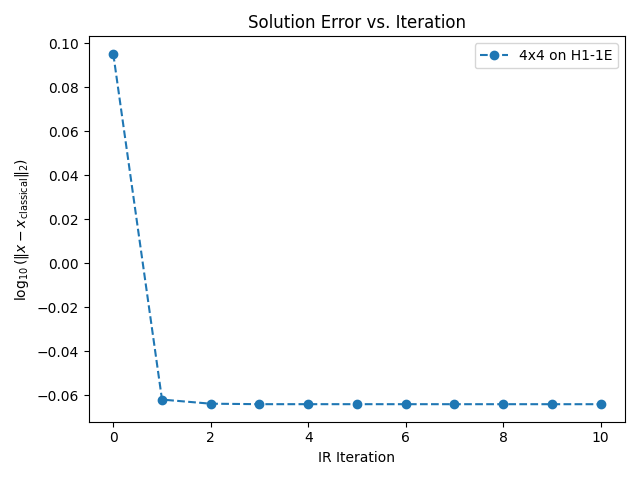 Solution Error vs. Iteration
4x4 on H1-1E
log₁₀(‖x − x_classical‖₂)
0.10
0.08
0.06
0.04
0.02
0.00
−0.02
−0.04
−0.06
0 2 4 6 8 10
IR Iteration